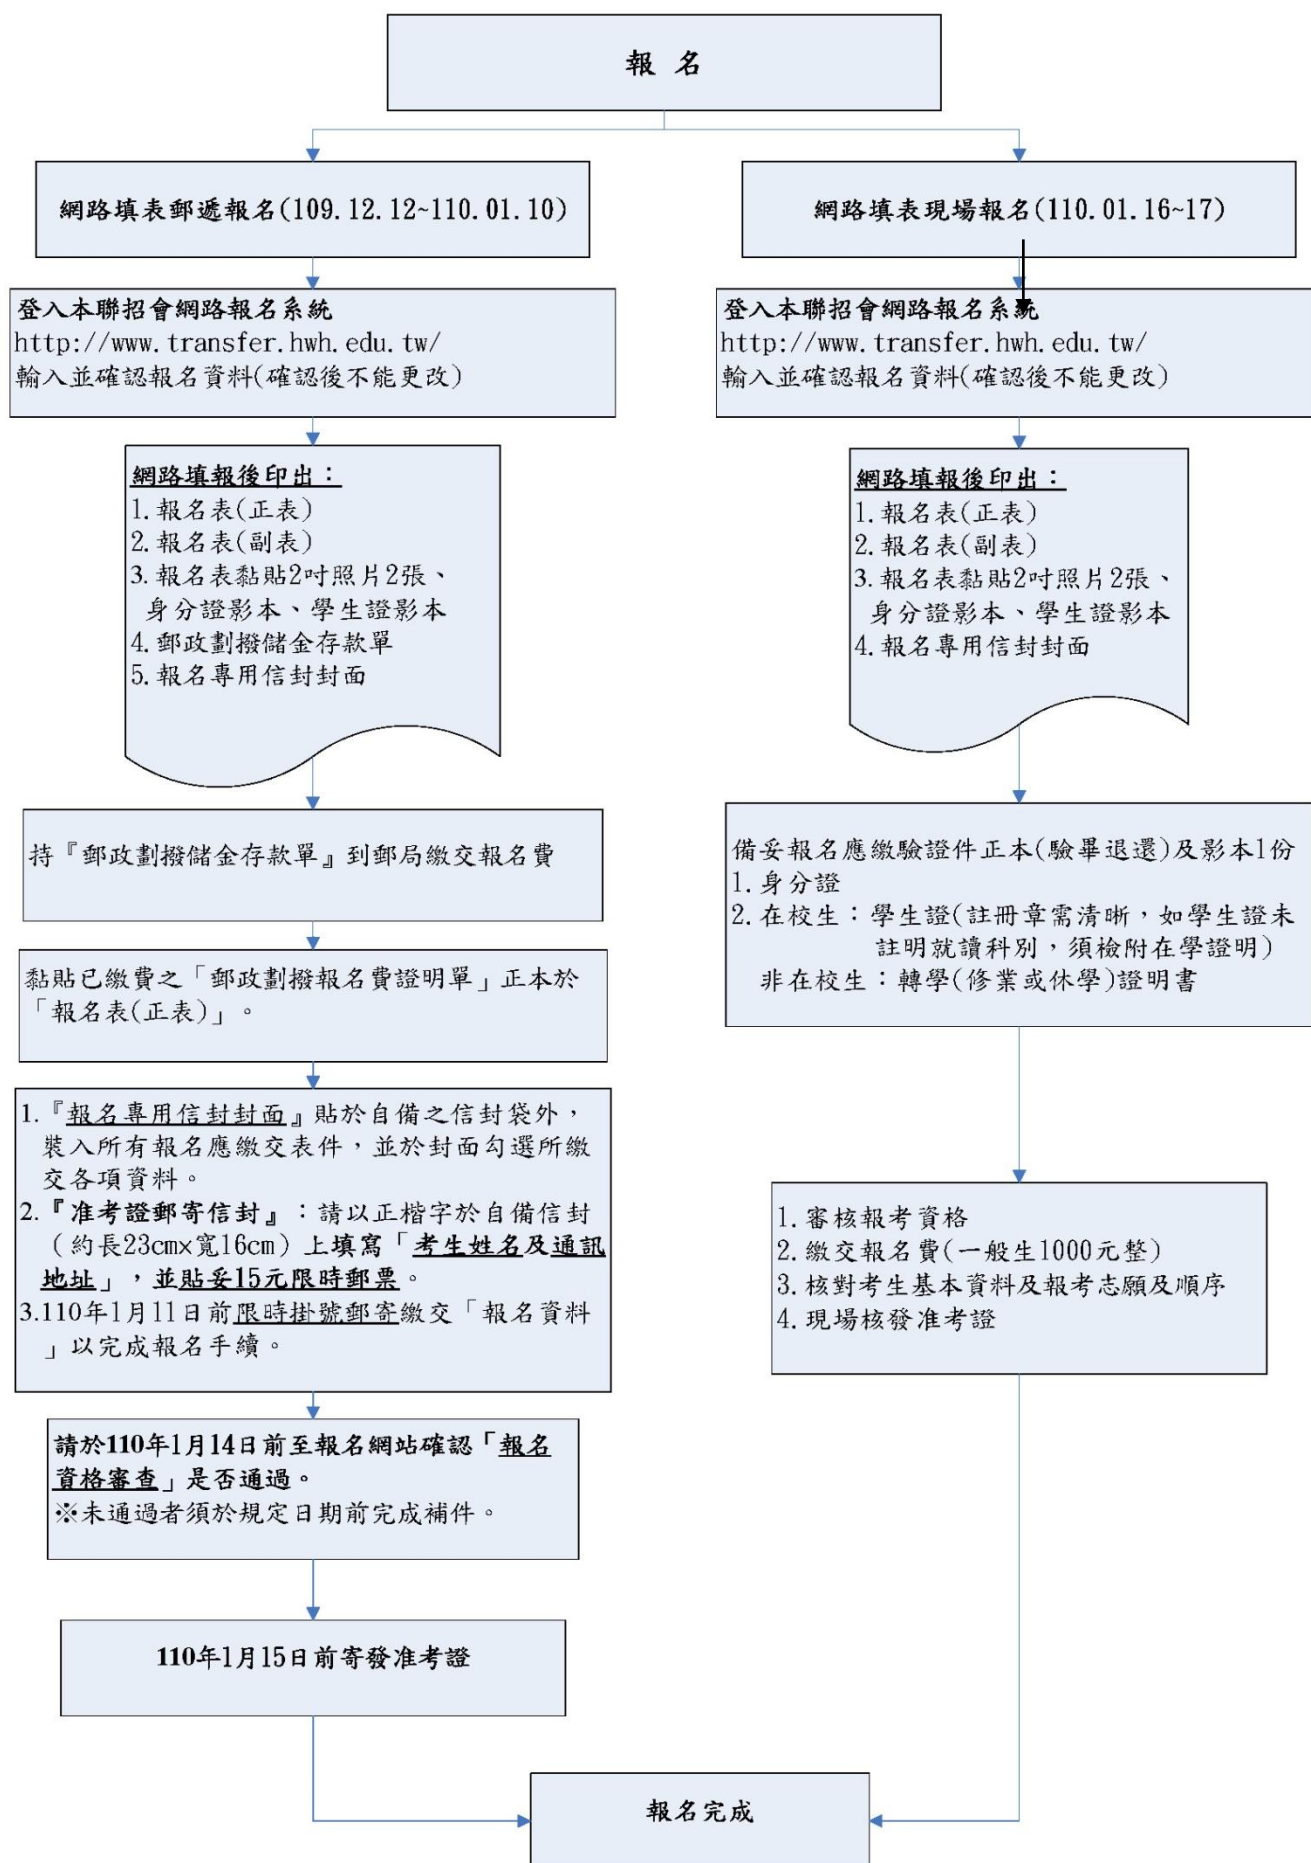 報 名
網路填表郵遞報名(109.12.12~110.01.10)
登入本聯招會網路報名系統
http://www.transfer.hwh.edu.tw/
輸入並確認報名資料(確認後不能更改)
網路填報後印出：
1.報名表(正表)
2.報名表(副表)
3.報名表黏貼2吋照片2張、
身分證影本、學生證影本
4.郵政劃撥儲金存款單
5.報名專用信封封面
持『郵政劃撥儲金存款單』到郵局繳交報名費
黏貼已繳費之「郵政劃撥報名費證明單」正本於
「報名表(正表)」。
1.『報名專用信封封面』貼於自備之信封袋外，
裝入所有報名應繳交表件，並於封面勾選所繳
交各項資料。
2.『准考證郵寄信封』：請以正楷字於自備信封
（約長23cm×寬16cm）上填寫「考生姓名及通訊
地址」，並貼妥15元限時郵票。
3.110年1月11日前限時掛號郵寄繳交「報名資料
」以完成報名手續。
請於110年1月14日前至報名網站確認「報名
資格審查」是否通過。
※未通過者須於規定日期前完成補件。
110年1月15日前寄發准考證
網路填表現場報名(110.01.16~17)
登入本聯招會網路報名系統
http://www.transfer.hwh.edu.tw/
輸入並確認報名資料(確認後不能更改)
網路填報後印出：
1.報名表(正表)
2.報名表(副表)
3.報名表黏貼2吋照片2張、
身分證影本、學生證影本
4.報名專用信封封面
備妥報名應繳驗證件正本(驗畢退還)及影本1份
1.身分證
2.在校生：學生證(註冊章需清晰，如學生證未
註明就讀科別，須檢附在學證明)
非在校生：轉學(修業或休學)證明書
1.審核報考資格
2.繳交報名費(一般生1000元整)
3.核對考生基本資料及報考志願及順序
4.現場核發准考證
報名完成